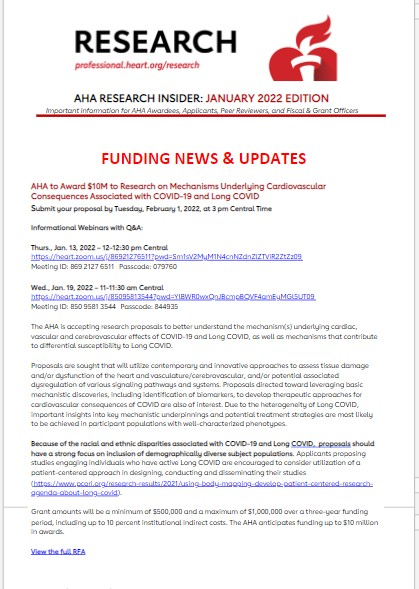 RESEARCH
professional.heart.org/research
AHA RESEARCH INSIDER: JANUARY 2022 EDITION
Important Information for AHA Awardees, Applicants, Peer Reviewers, and Fiscal & Grant Officers
FUNDING NEWS & UPDATES
AHA to Award $10M to Research on Mechanisms Underlying Cardiovascular
Consequences Associated with COVID-19 and Long COVID
Submit your proposal by Tuesday, February 1, 2022, at 3 pm Central Time
Informational Webinars with Q&A:
Thurs., Jan. 13, 2022 – 12-12:30 pm Central
Meeting ID: 869 2127 6511   Passcode: 079760
Wed., Jan. 19, 2022 – 11-11:30 am Central
Meeting ID: 850 9581 3544   Passcode: 844935
The AHA is accepting research proposals to better understand the mechanism(s) underlying cardiac,
vascular and cerebrovascular effects of COVID-19 and Long COVID, as well as mechanisms that contribute
to differential susceptibility to Long COVID.
Proposals are sought that will utilize contemporary and innovative approaches to assess tissue damage
and/or dysfunction of the heart and vasculature/cerebrovascular, and/or potential associated
dysregulation of various signaling pathways and systems. Proposals directed toward leveraging basic
mechanistic discoveries, including identification of biomarkers, to develop therapeutic approaches for
cardiovascular consequences of COVID are also of interest. Due to the heterogeneity of Long COVID,
important insights into key mechanistic underpinnings and potential treatment strategies are most likely
to be achieved in participant populations with well-characterized phenotypes.
Because of the racial and ethnic disparities associated with COVID-19 and Long COVID, proposals should
have a strong focus on inclusion of demographically diverse subject populations. Applicants proposing
studies engaging individuals who have active Long COVID are encouraged to consider utilization of a
patient-centered approach in designing, conducting and disseminating their studies
(https://www.pcori.org/research-results/2021/using-body-mapping-develop-patient-centered-research-
agenda-about-long-covid).
Grant amounts will be a minimum of $500,000 and a maximum of $1,000,000 over a three-year funding
period, including up to 10 percent institutional indirect costs. The AHA anticipates funding up to $10 million
in awards.
View the full RFA